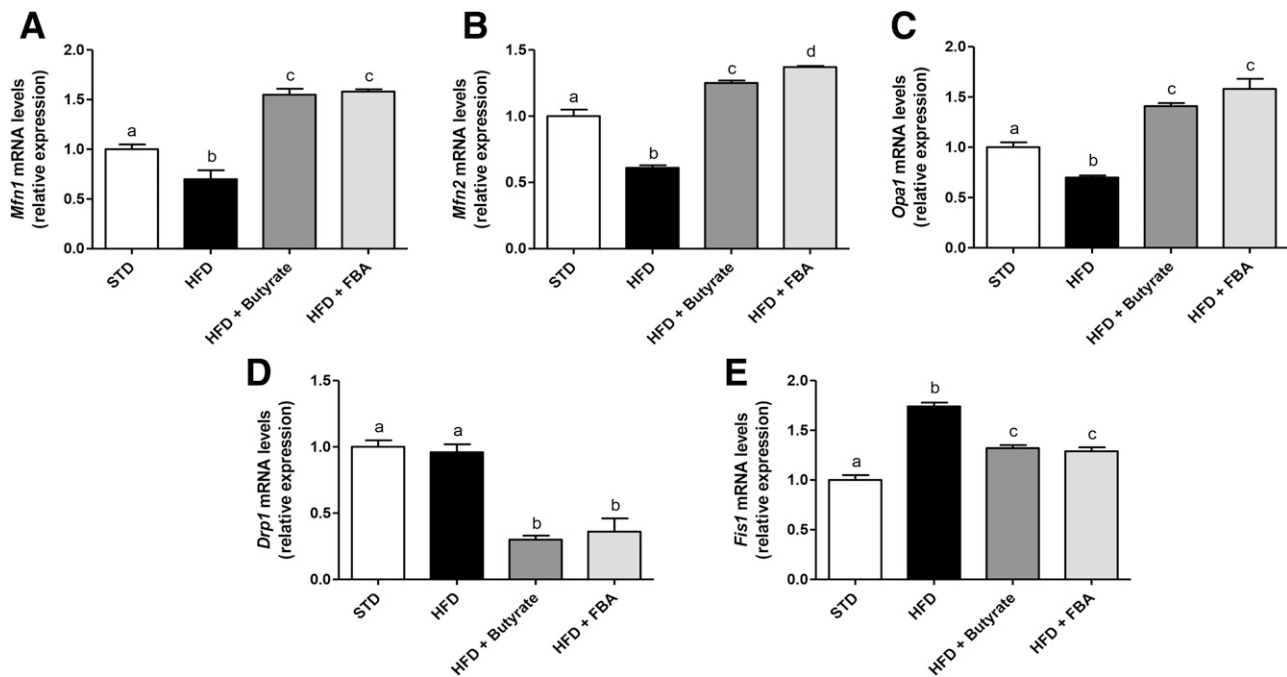 A
Mfn1 mRNA levels
(relative expression)
2.0
1.5
1.0
0.5
0.0
a
b
c
c
STD
HFD
HFD + Butyrate
HFD + FBA
B
Mfn2 mRNA levels
(relative expression)
1.5
1.0
0.5
0.0
a
b
c
d
STD
HFD
HFD + Butyrate
HFD + FBA
C
Opa1 mRNA levels
(relative expression)
2.0
1.5
1.0
0.5
0.0
a
b
c
c
STD
HFD
HFD + Butyrate
HFD + FBA
D
Drp1 mRNA levels
(relative expression)
1.5
1.0
0.5
0.0
a
a
b
b
STD
HFD
HFD + Butyrate
HFD + FBA
E
Fis1 mRNA levels
(relative expression)
2.0
1.5
1.0
0.5
0.0
a
b
c
c
STD
HFD
HFD + Butyrate
HFD + FBA